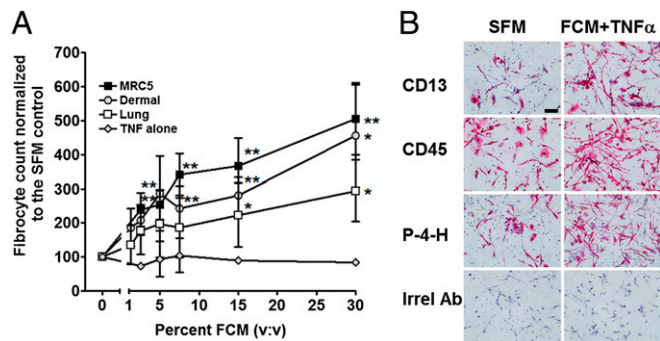 A
Fibrocyte count normalized
to the SFM control
700
600
500
400
300
200
100
0
MRC5
Dermal
Lung
TNF alone
**
**
**
**
**
**
*
**
*
*
0
1
5
10
15
20
25
30
Percent FCM (v:v)
B
SFM
FCM+TNFα
CD13
CD45
P-4-H
Irrel Ab